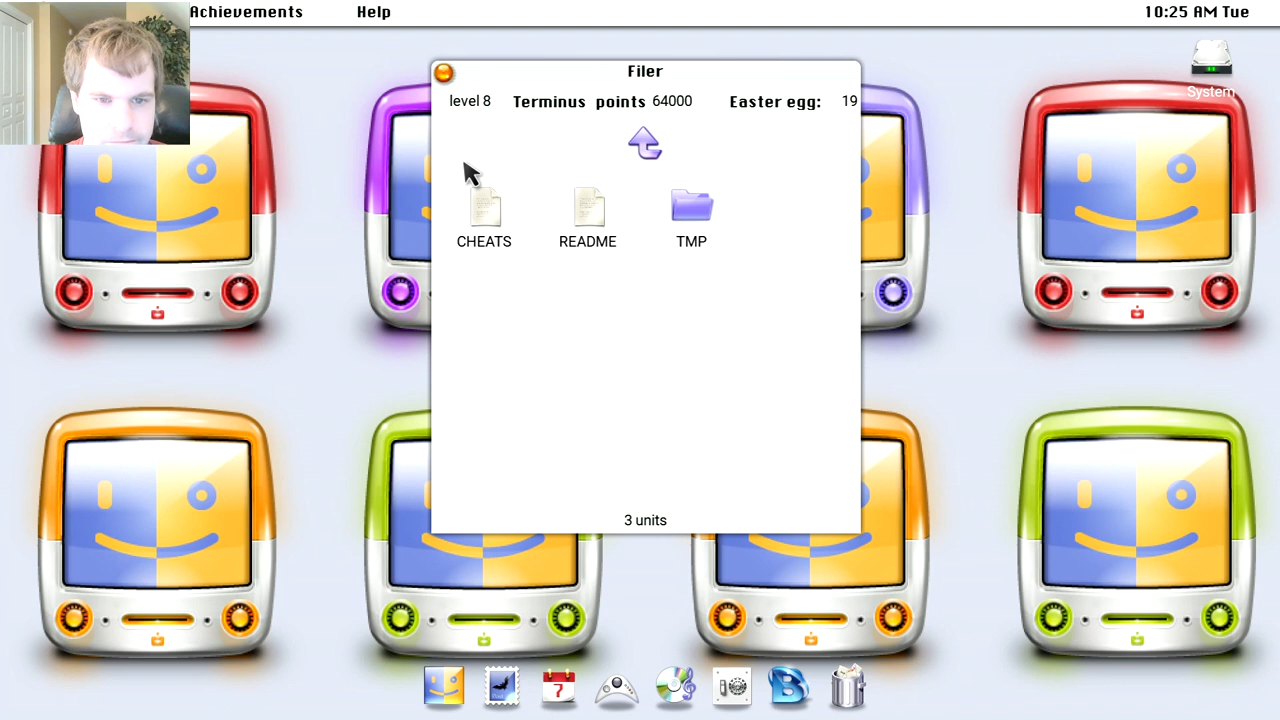 Achievements Help 10:25 AM Tue
System
Filer
level 8 Terminus points 64000 Easter egg: 19
CHEATS README TMP
3 units
7